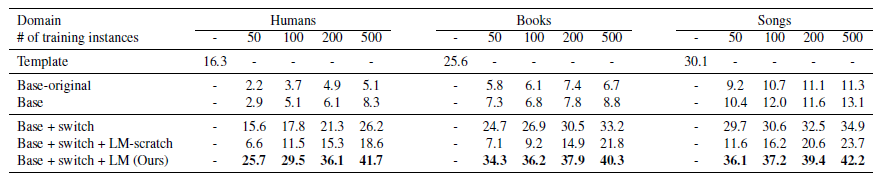 Domain Humans Books Songs
# of training instances - 50 100 200 500 - 50 100 200 500 - 50 100 200 500
Template 16.3 - - - - 25.6 - - - - 30.1 - - - -
Base-original - 2.2 3.7 4.9 5.1 - 5.8 6.1 7.4 6.7 - 9.2 10.7 11.1 11.3
Base - 2.9 5.1 6.1 8.3 - 7.3 6.8 7.8 8.8 - 10.4 12.0 11.6 13.1
Base + switch - 15.6 17.8 21.3 26.2 - 24.7 26.9 30.5 33.2 - 29.7 30.6 32.5 34.9
Base + switch + LM-scratch - 6.6 11.5 15.3 18.6 - 7.1 9.2 14.9 21.8 - 11.6 16.2 20.6 23.7
Base + switch + LM (Ours) - 25.7 29.5 36.1 41.7 - 34.3 36.2 37.9 40.3 - 36.1 37.2 39.4 42.2